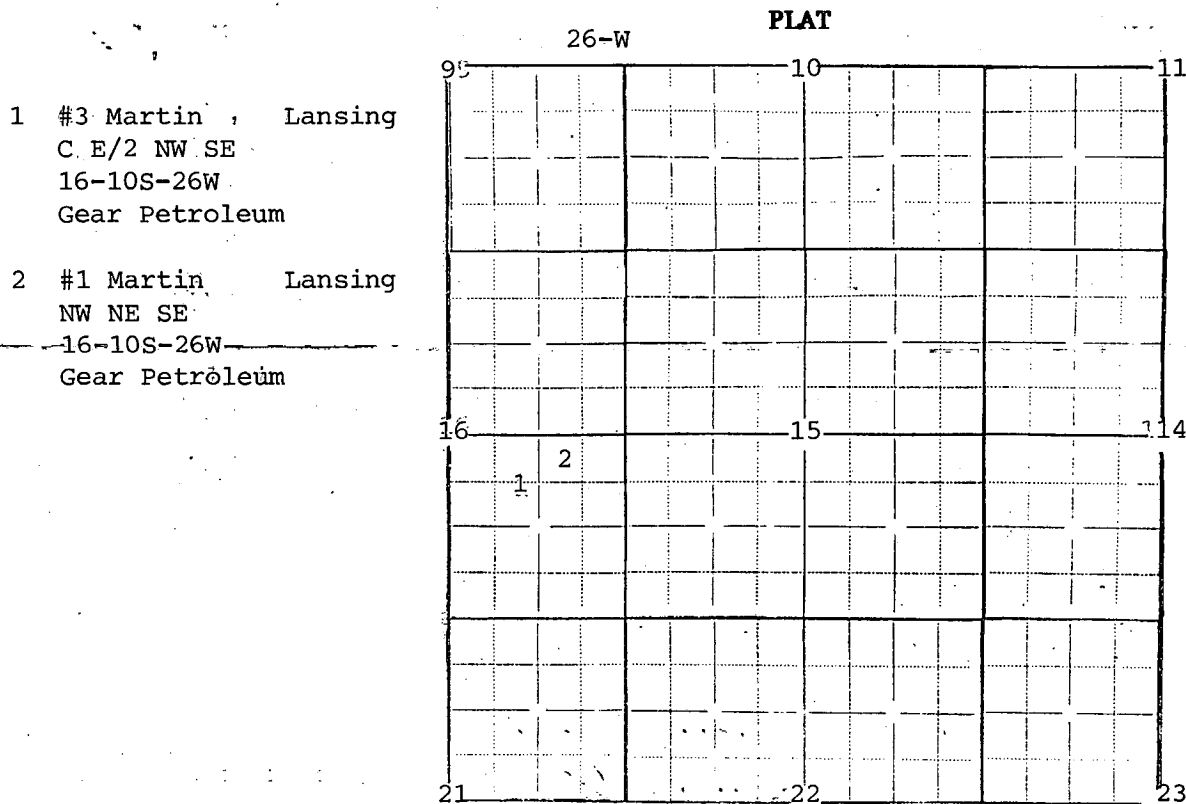 PLAT
26-W
1 #3 Martin Lansing
C E/2 NW SE
16-10S-26W
Gear Petroleum
2 #1 Martin Lansing
NW NE SE
16-10S-26W
Gear Petroleum
10 11
16 15 14
2
1
21 22 23